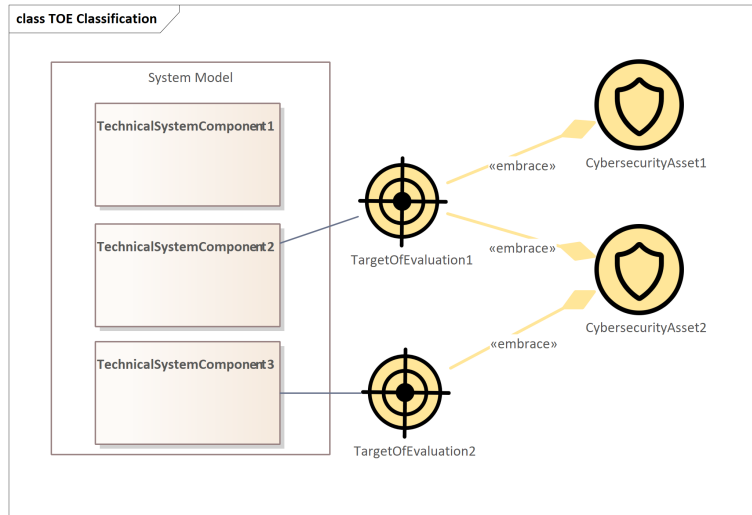 class TOE Classification
System Model
TechnicalSystemComponent1
CybersecurityAsset1
«embrace»
TechnicalSystemComponent2
TargetOfEvaluation1
«embrace»
CybersecurityAsset2
«embrace»
TechnicalSystemComponent3
TargetOfEvaluation2